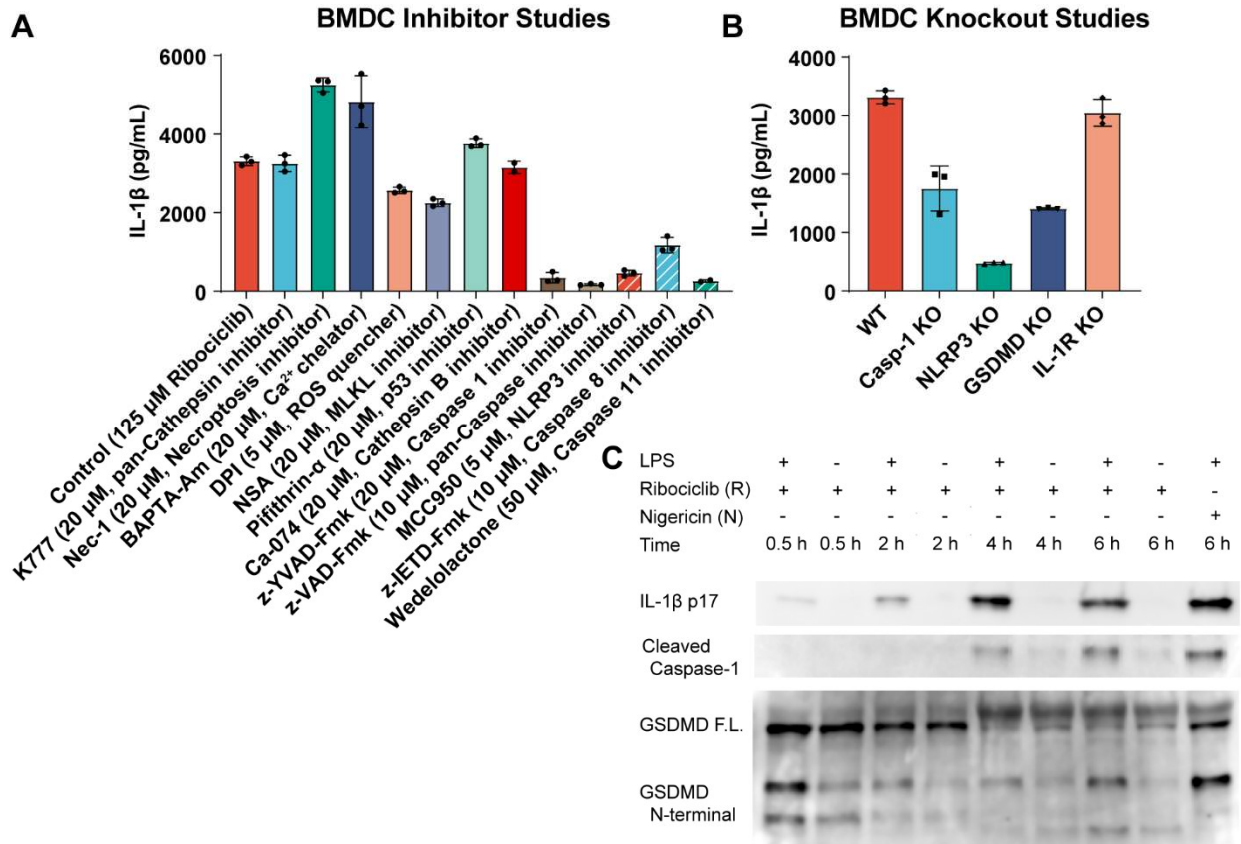 A
BMDC Inhibitor Studies
IL-1β (pg/mL)
6000
4000
2000
0
Control (125 μM Ribociclib)
K777 (20 μM, pan-Cathepsin inhibitor)
Nec-1 (20 μM, Necroptosis inhibitor)
BAPTA-Am (20 μM, Ca²⁺ chelator)
DPI (5 μM, ROS quencher)
NSA (20 μM, MLKL inhibitor)
Pifithrin-α (20 μM, p53 inhibitor)
Ca-074 (20 μM, Cathepsin B inhibitor)
z-YVAD-Fmk (20 μM, Caspase 1 inhibitor)
z-VAD-Fmk (10 μM, pan-Caspase inhibitor)
MCC950 (5 μM, NLRP3 inhibitor)
z-IETD-Fmk (10 μM, Caspase 8 inhibitor)
Wedelolactone (50 μM, Caspase 11 inhibitor)
B
BMDC Knockout Studies
IL-1β (pg/mL)
4000
3000
2000
1000
0
WT
Casp-1 KO
NLRP3 KO
GSDMD KO
IL-1R KO
C
LPS + - + - + - + - +
Ribociclib (R) + + + + + + + + -
Nigericin (N) - - - - - - - - +
Time 0.5 h 0.5 h 2 h 2 h 4 h 4 h 6 h 6 h 6 h
IL-1β p17
Cleaved
Caspase-1
GSDMD F.L.
GSDMD
N-terminal